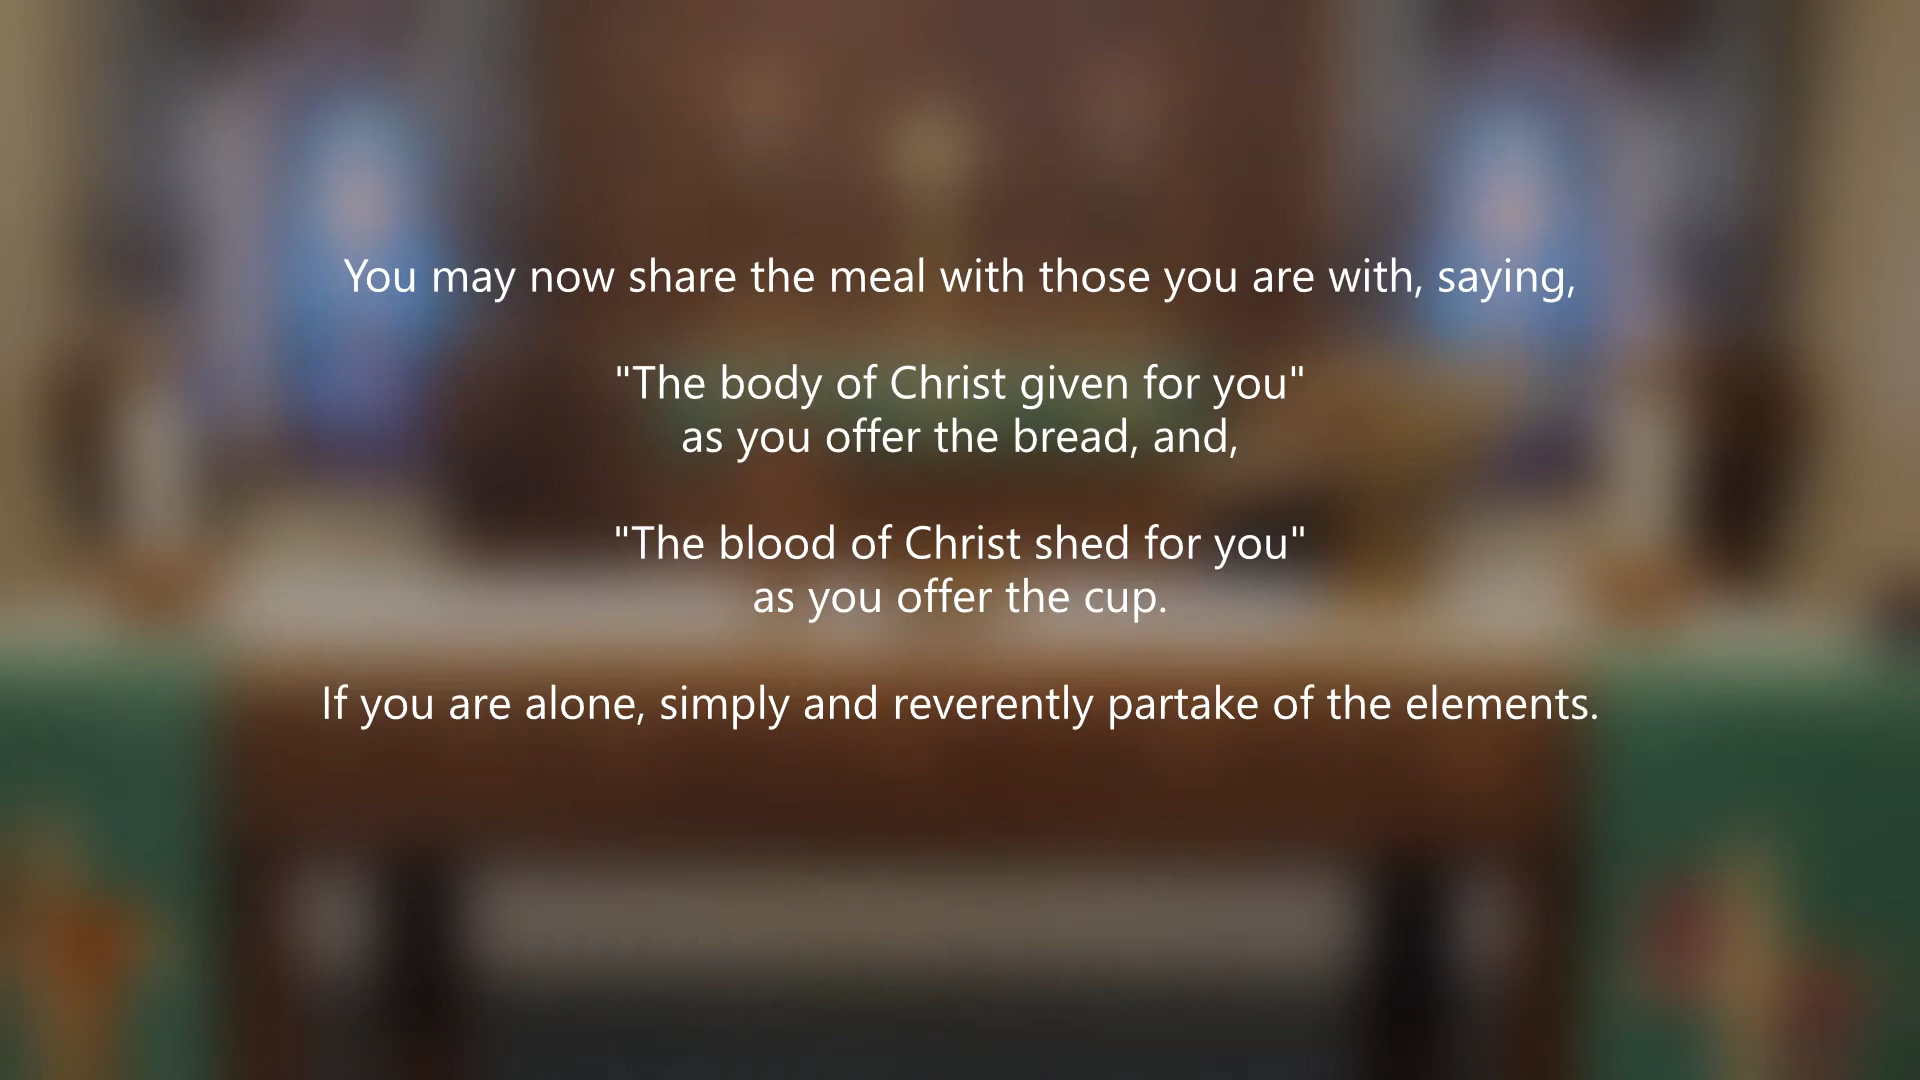 You may now share the meal with those you are with, saying,
"The body of Christ given for you"
as you offer the bread, and,
"The blood of Christ shed for you"
as you offer the cup.
If you are alone, simply and reverently partake of the elements.